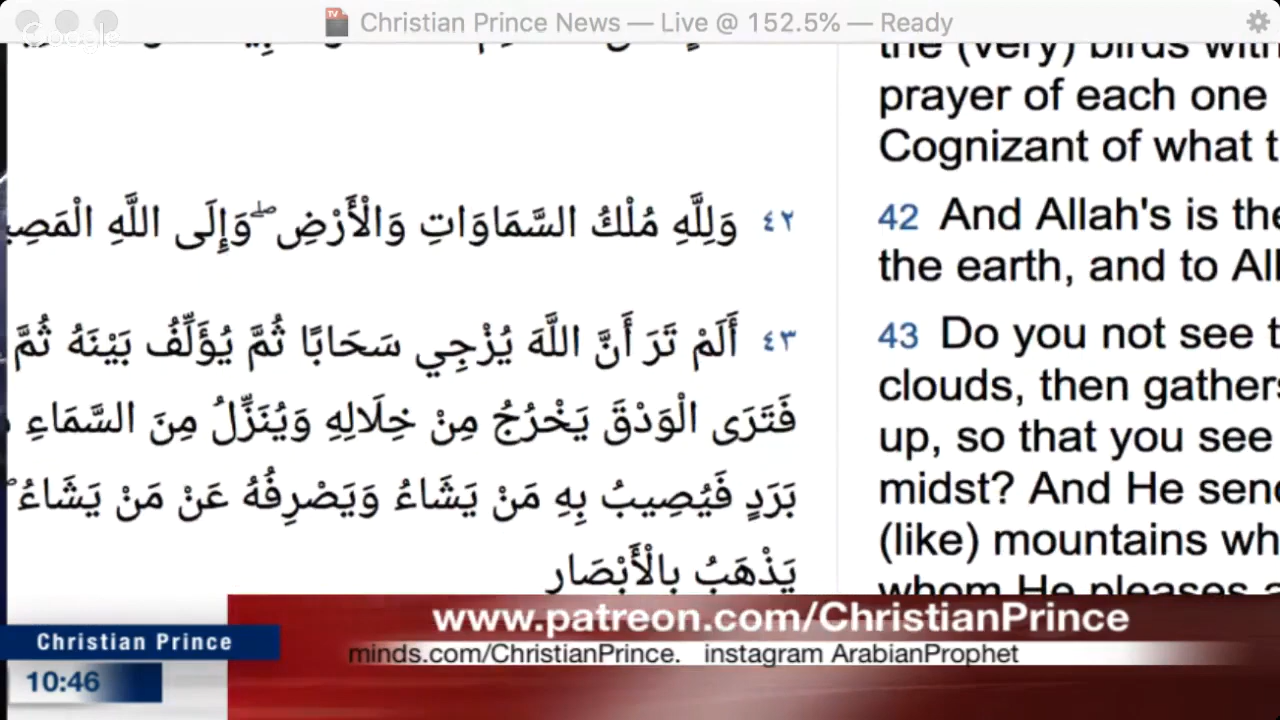 Christian Prince News — Live @ 152.5% — Ready
Google
the (very) birds with
prayer of each one
Cognizant of what
٤٢ وَلِلَّهِ مُلْكُ السَّمَاوَاتِ وَالْأَرْضِ ۖ وَإِلَى اللَّهِ
٤٣ أَلَمْ تَرَ أَنَّ اللَّهَ يُزْجِي سَحَابًا ثُمَّ يُؤَلِّفُ بَيْنَهُ ثُمَّ
فَتَرَى الْوَدْقَ يَخْرُجُ مِنْ خِلَالِهِ وَيُنَزِّلُ مِنَ السَّمَاءِ
بَرَدٍ فَيُصِيبُ بِهِ مَنْ يَشَاءُ وَيَصْرِفُهُ عَنْ مَنْ يَشَاءُ
يَذْهَبُ بِالْأَبْصَارِ
42 And Allah's is the
the earth, and to
43 Do you not see
clouds, then gathers
up, so that you see
midst? And He
(like) mountains
whom He pleases
www.patreon.com/ChristianPrince
minds.com/ChristianPrince. instagram ArabianProphet
Christian Prince
10:46